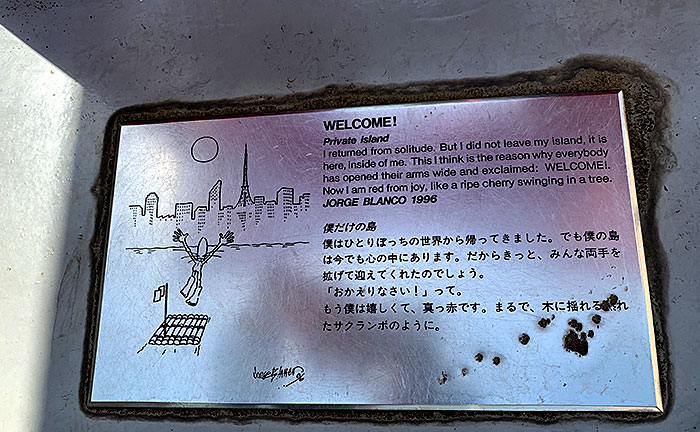 WELCOME!
Private island
I returned from solitude. But I did not leave my island, it is
here, inside of me. This I think is the reason why everybody
has opened their arms wide and exclaimed: WELCOME!.
Now I am red from joy, like a ripe cherry swinging in a tree.
JORGE BLANCO 1996
僕だけの島
僕はひとりぼっちの世界から帰ってきました。でも僕の島
は今でも心の中にあります。だからきっと、みんな両手を
拡げて迎えてくれたのでしょう。
「おかえりなさい！」って。
もう僕は嬉しくて、真っ赤です。まるで、木に揺れる れ
たサクランボのように。